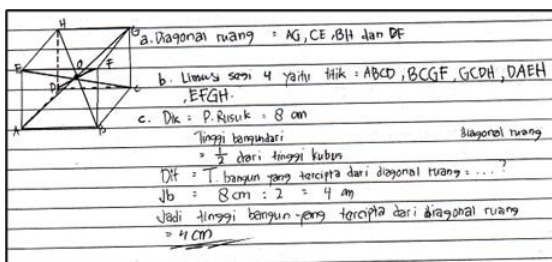 H
G
a. Diagonal ruang = AG, CE, BH dan DF
E
O
F
D
C
b. Limas segi 4 yaitu titik = ABCD, BCGF, GCDH, DAEH
, EFGH.
A
B
c. Dik : P. Rusuk = 8 cm
Tinggi bangun dari diagonal ruang
= 1/2 dari tinggi kubus
Dit = T. bangun yang tercipta dari diagonal ruang = ....?
Jb = 8 cm : 2 = 4 cm
Jadi tinggi bangun yang tercipta dari diagonal ruang
= 4 cm